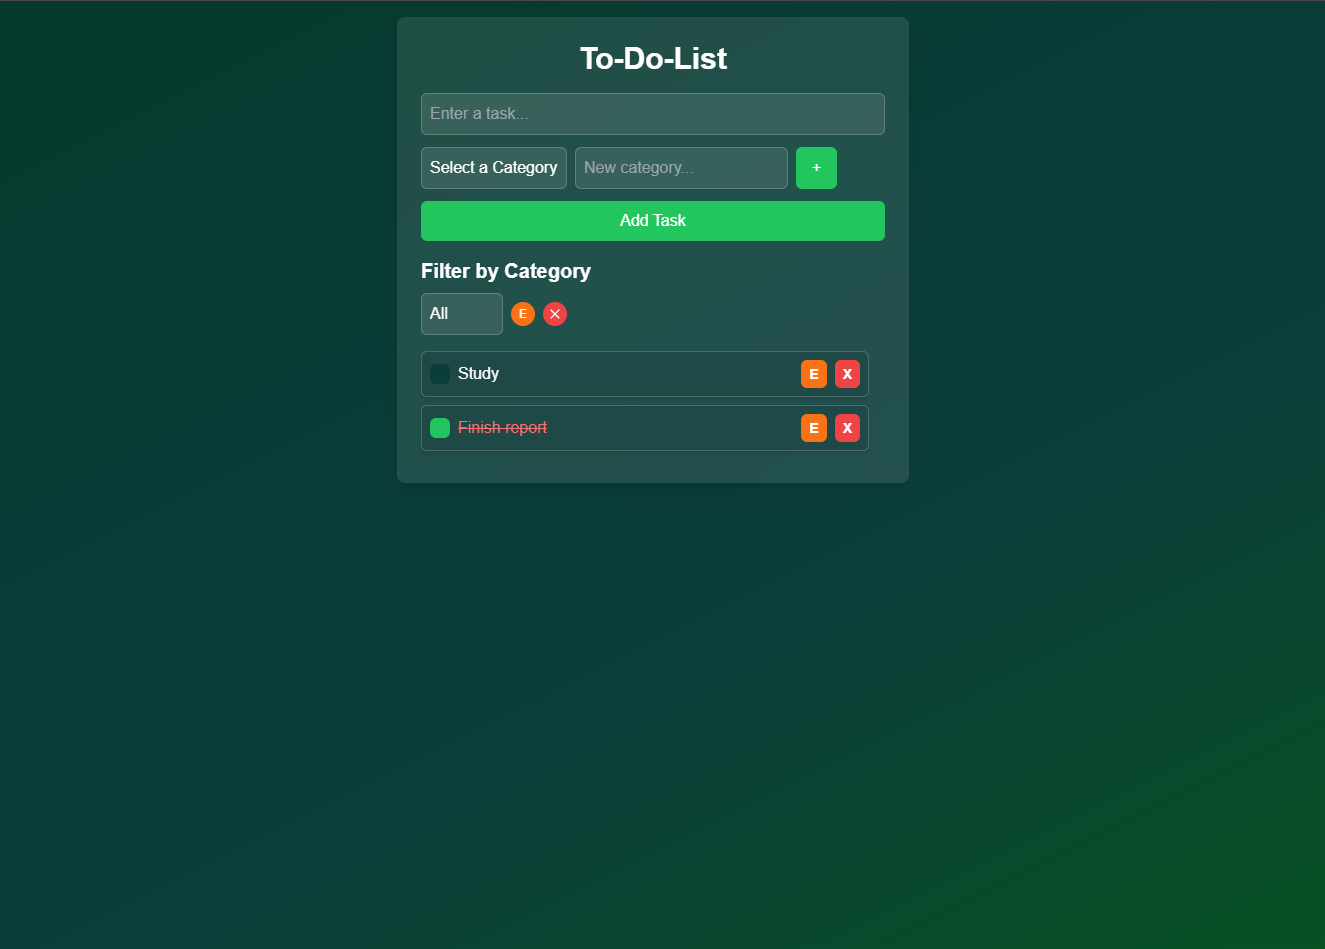 To-Do-List
Enter a task...
Select a Category New category... +
Add Task
Filter by Category
All E ×
Study E X
Finish report E X